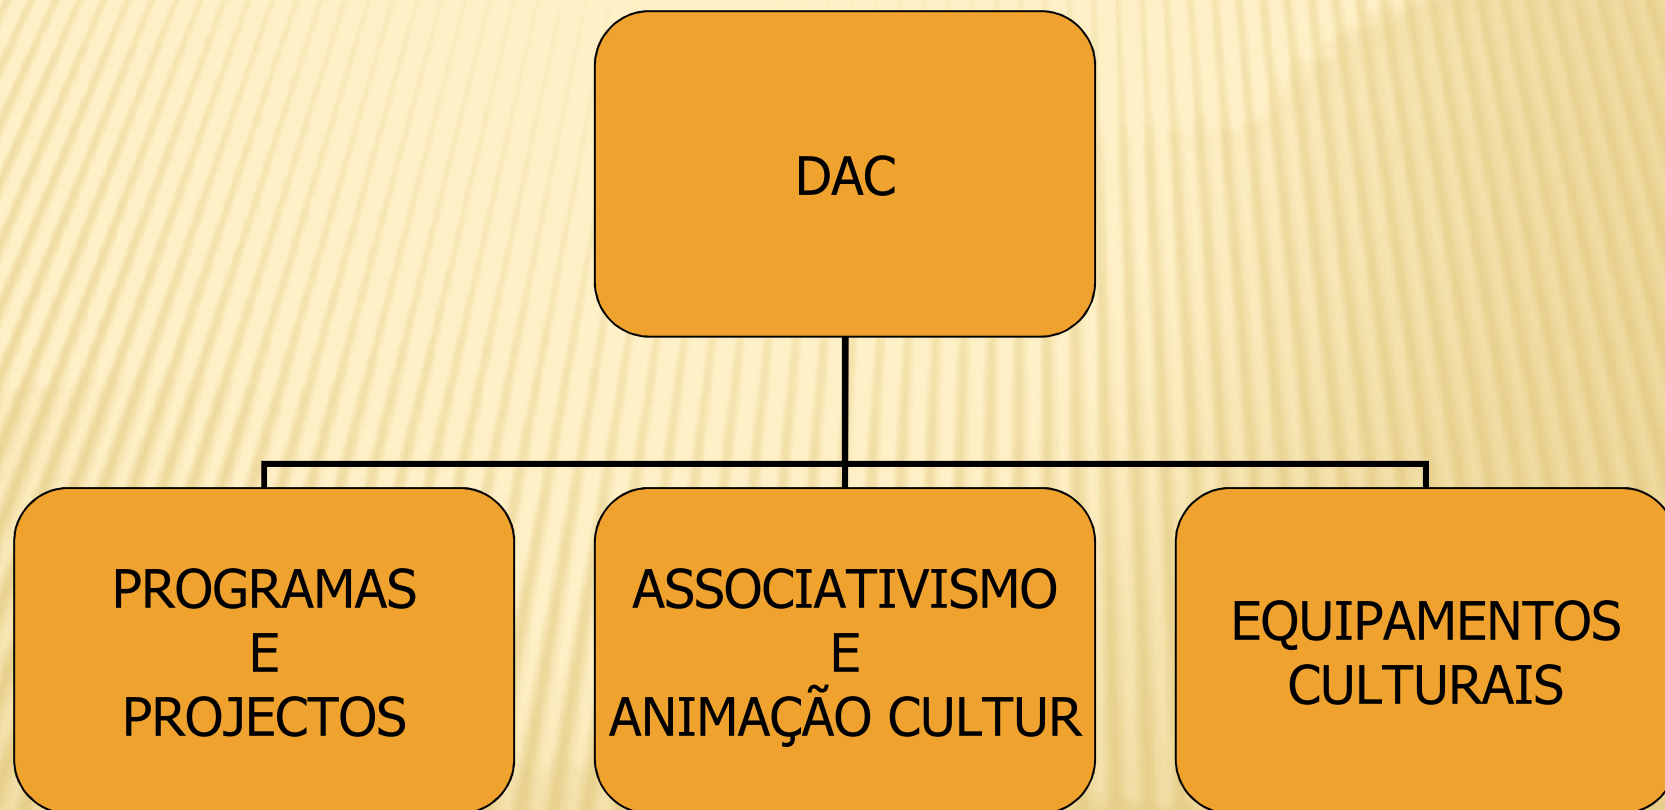 DAC
PROGRAMAS
E
PROJECTOS
ASSOCIATIVISMO
E
ANIMAÇÃO CULTUR
EQUIPAMENTOS
CULTURAIS